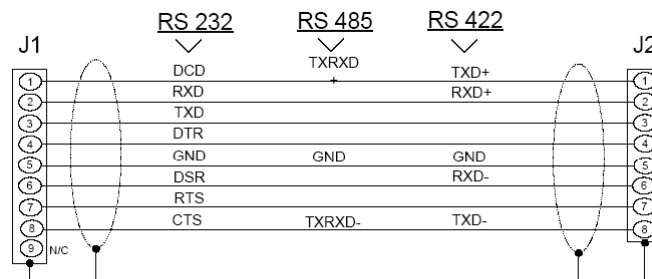 RS 232 RS 485 RS 422
J1 J2
DCD TXRXD + TXD+
1 1
RXD RXD+
2 2
TXD
3 3
DTR
4 4
GND GND GND
5 5
DSR RXD-
6 6
RTS
7 7
CTS TXRXD- TXD-
8 8
9 N/C